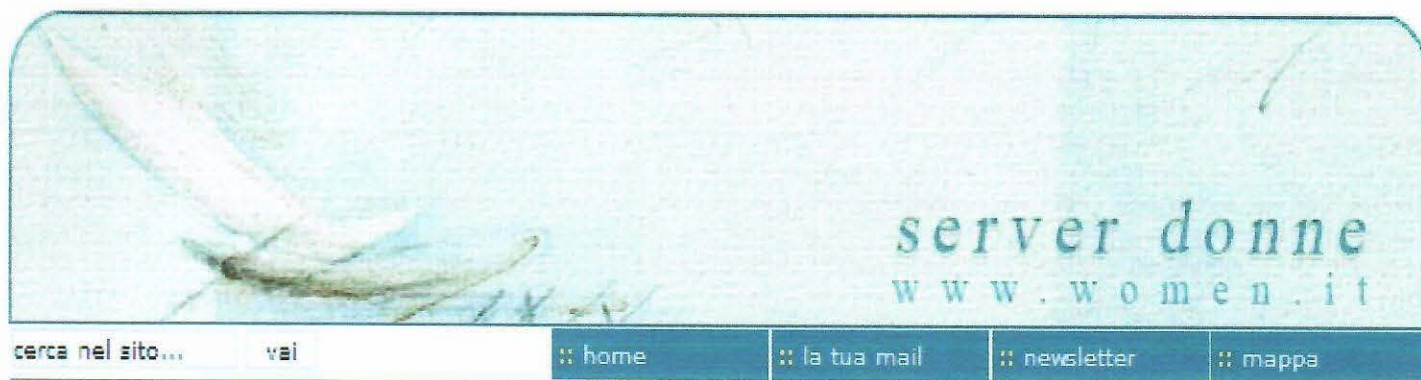 server donne
www.women.it
cerca nel sito... vai :: home :: la tua mail :: newsletter :: mappa